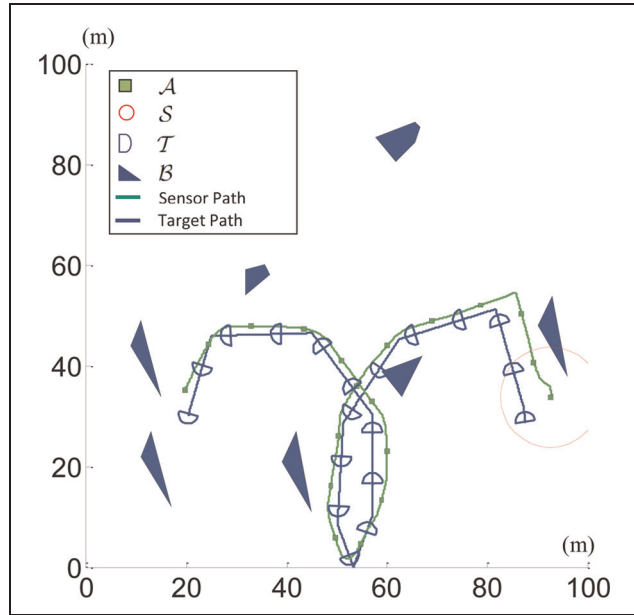 (m)
100
80
60
40
20
0
𝒜
𝒮
𝒯
ℬ
Sensor Path
Target Path
(m)
0 20 40 60 80 100